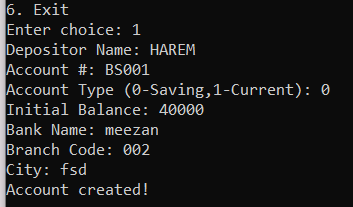 6. Exit
Enter choice: 1
Depositor Name: HAREM
Account #: BS001
Account Type (0-Saving,1-Current): 0
Initial Balance: 40000
Bank Name: meezan
Branch Code: 002
City: fsd
Account created!